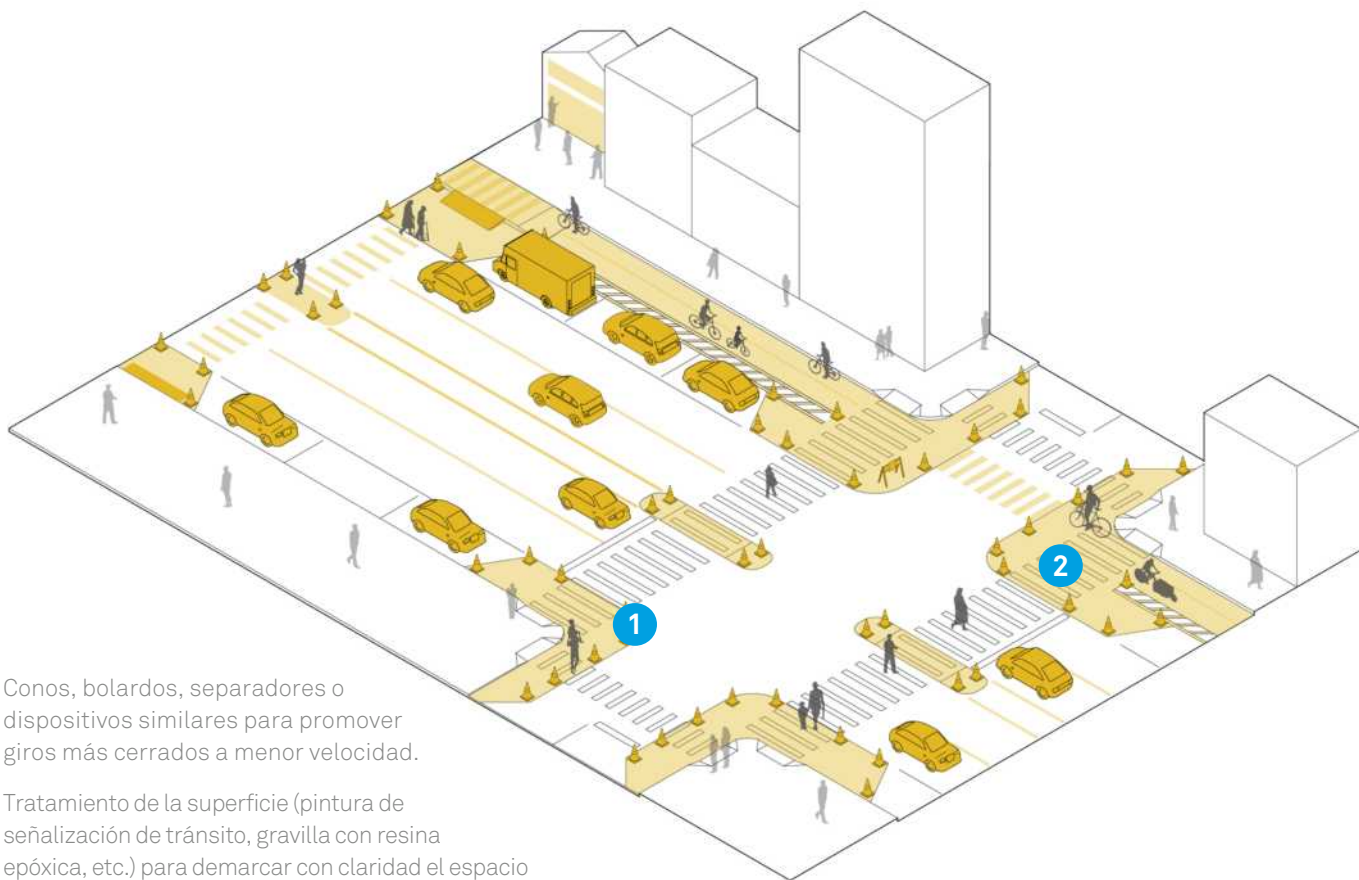 1
2
Conos, bolardos, separadores o
dispositivos similares para promover
giros más cerrados a menor velocidad.
Tratamiento de la superficie (pintura de
señalización de tránsito, gravilla con resina
epóxica, etc.) para demarcar con claridad el espacio